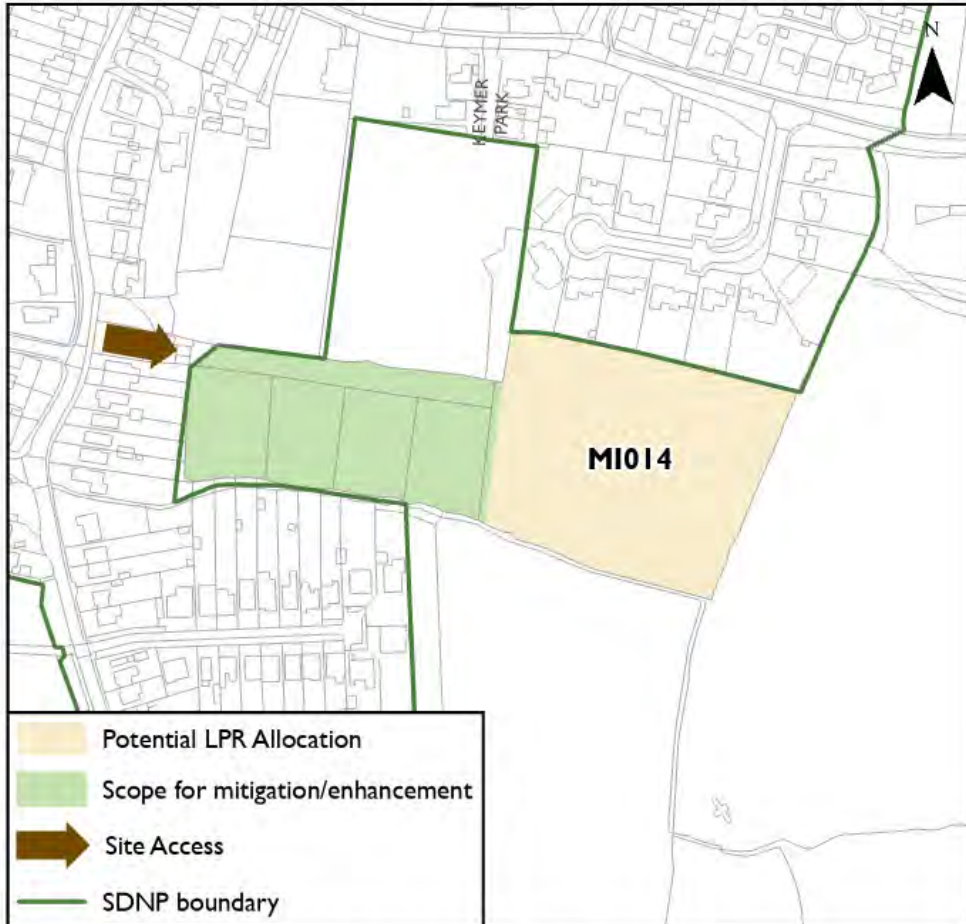 N
KEYMER
PARK
MI014
Potential LPR Allocation
Scope for mitigation/enhancement
Site Access
SDNP boundary